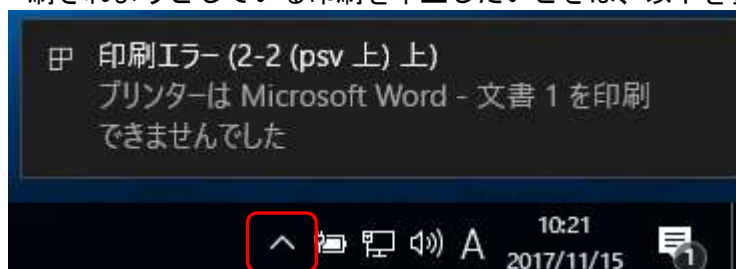 印刷エラー (2-2 (psv 上) 上)
プリンターは Microsoft Word - 文書 1 を印刷
できませんでした
A
10:21
2017/11/15
1